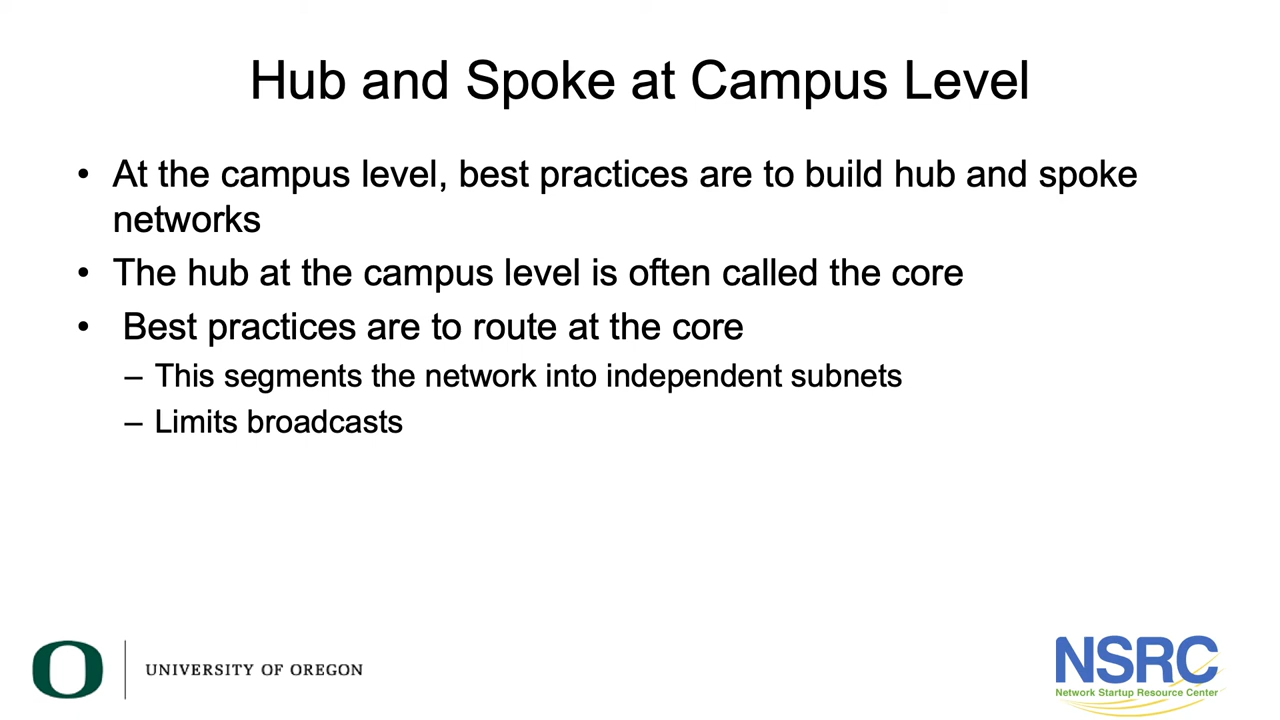 Hub and Spoke at Campus Level
• At the campus level, best practices are to build hub and spoke
networks
• The hub at the campus level is often called the core
• Best practices are to route at the core
– This segments the network into independent subnets
– Limits broadcasts
O
UNIVERSITY OF OREGON
NSRC
Network Startup Resource Center